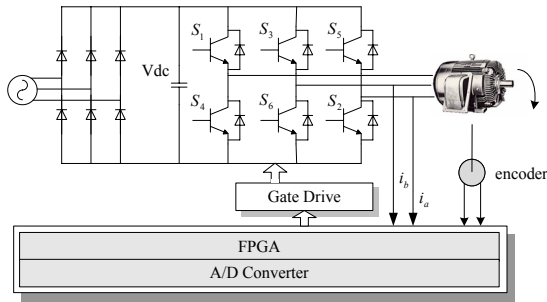 S1
S3
S5
Vdc
S4
S6
S2
encoder
ib
ia
Gate Drive
FPGA
A/D Converter